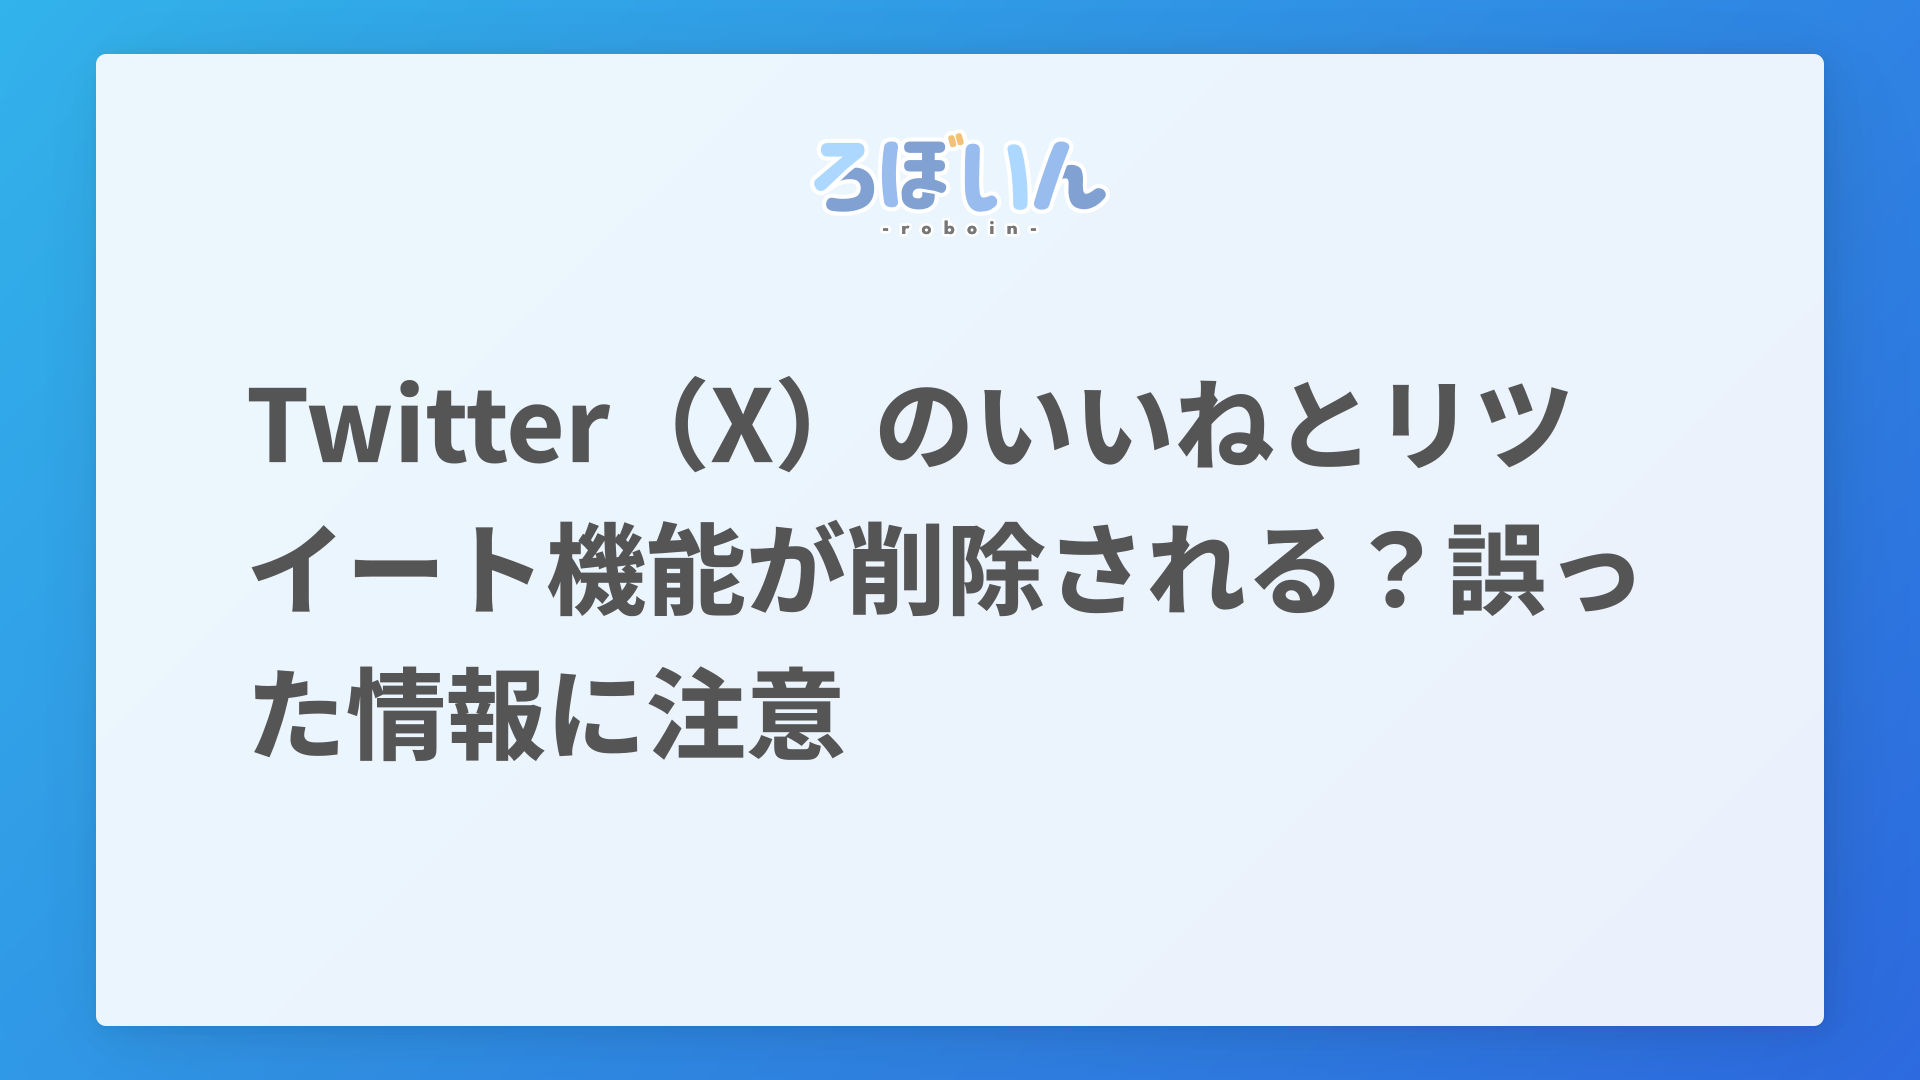 ろぼいん
-roboin-
Twitter（X）のいいねとリツ
イート機能が削除される？誤っ
た情報に注意